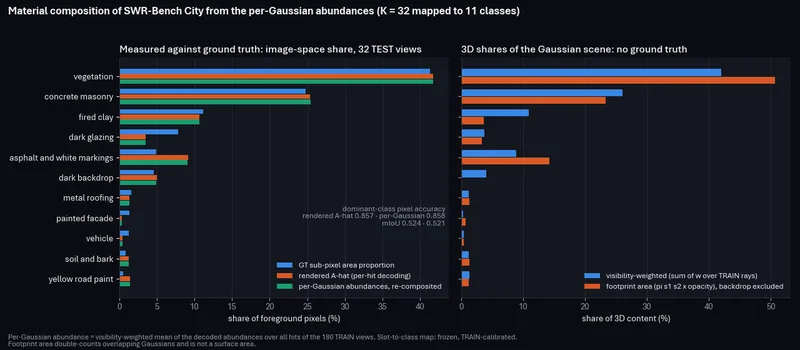 Material composition of SWR-Bench City from the per-Gaussian abundances (K = 32 mapped to 11 classes)
Measured against ground truth: image-space share, 32 TEST views
vegetation
concrete masonry
fired clay
dark glazing
asphalt and white markings
dark backdrop
metal roofing
painted facade
vehicle
soil and bark
yellow road paint
dominant-class pixel accuracy
rendered A-hat 0.857 · per-Gaussian 0.858
mIoU 0.524 · 0.521
GT sub-pixel area proportion
rendered A-hat (per-hit decoding)
per-Gaussian abundances, re-composed
0 5 10 15 20 25 30 35 40
share of foreground pixels (%)
3D shares of the Gaussian scene: no ground truth
visibility-weighted (sum of w over TRAIN rays)
footprint area (pi s1 s2 x opacity), backdrop excluded
0 10 20 30 40 50
share of 3D content (%)
Per-Gaussian abundance = visibility-weighted mean of the decoded abundances over all hits of the 180 TRAIN views. Slot-to-class map: frozen, TRAIN-calibrated.
Footprint area double-counts overlapping Gaussians and is not a surface area.